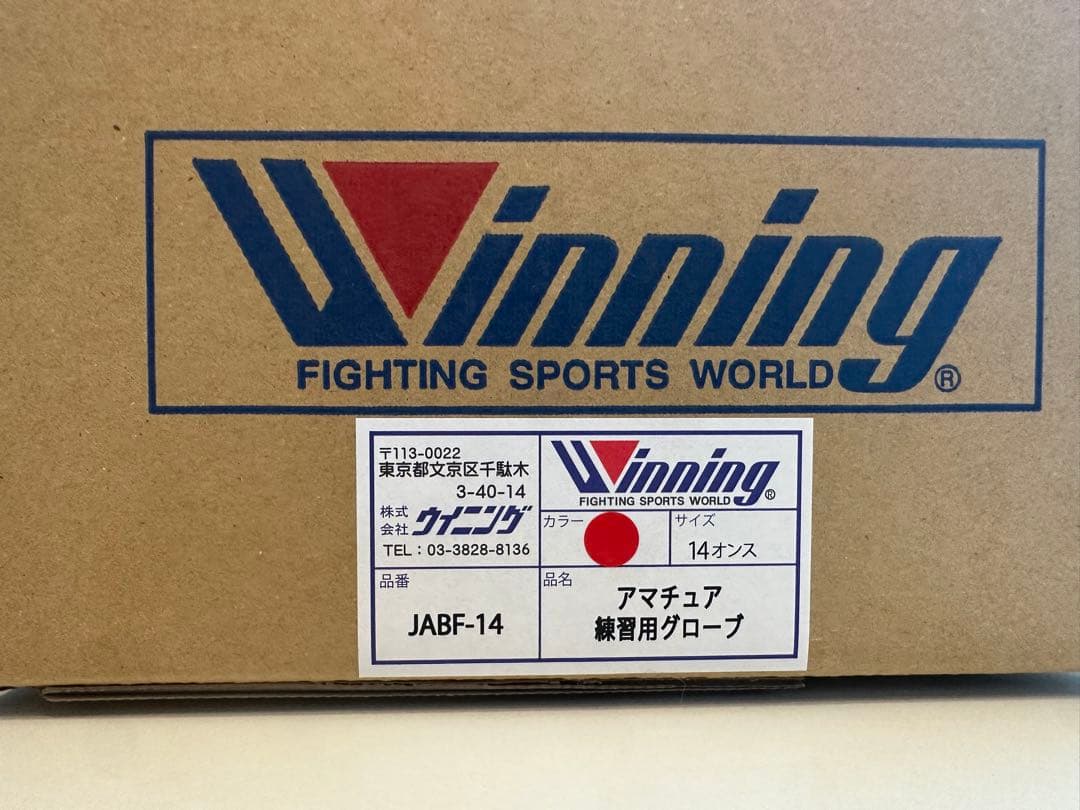 Winning
FIGHTING SPORTS WORLD ®
〒113-0022
東京都文京区千駄木
3-40-14
株式会社 ウイニング
TEL：03-3828-8136
Winning
FIGHTING SPORTS WORLD ®
カラー
サイズ
14オンス
品番
JABF-14
品名
アマチュア
練習用グローブ